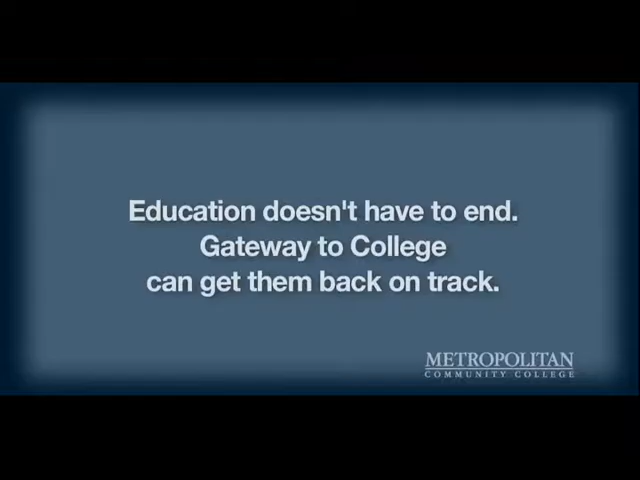 Education doesn't have to end.
Gateway to College
can get them back on track.
METROPOLITAN
COMMUNITY COLLEGE